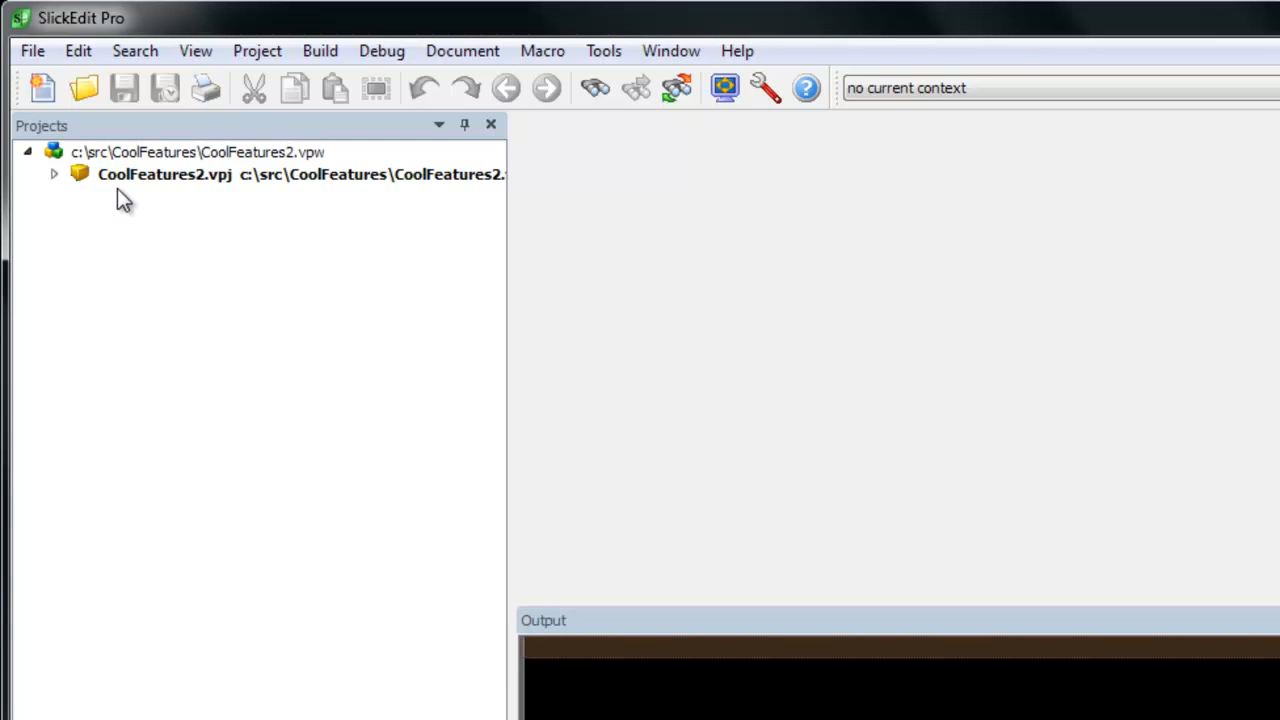 SlickEdit Pro
File Edit Search View Project Build Debug Document Macro Tools Window Help
no current context
Projects
c:\src\CoolFeatures\CoolFeatures2.vpw
CoolFeatures2.vpj c:\src\CoolFeatures\CoolFeatures2.
Output